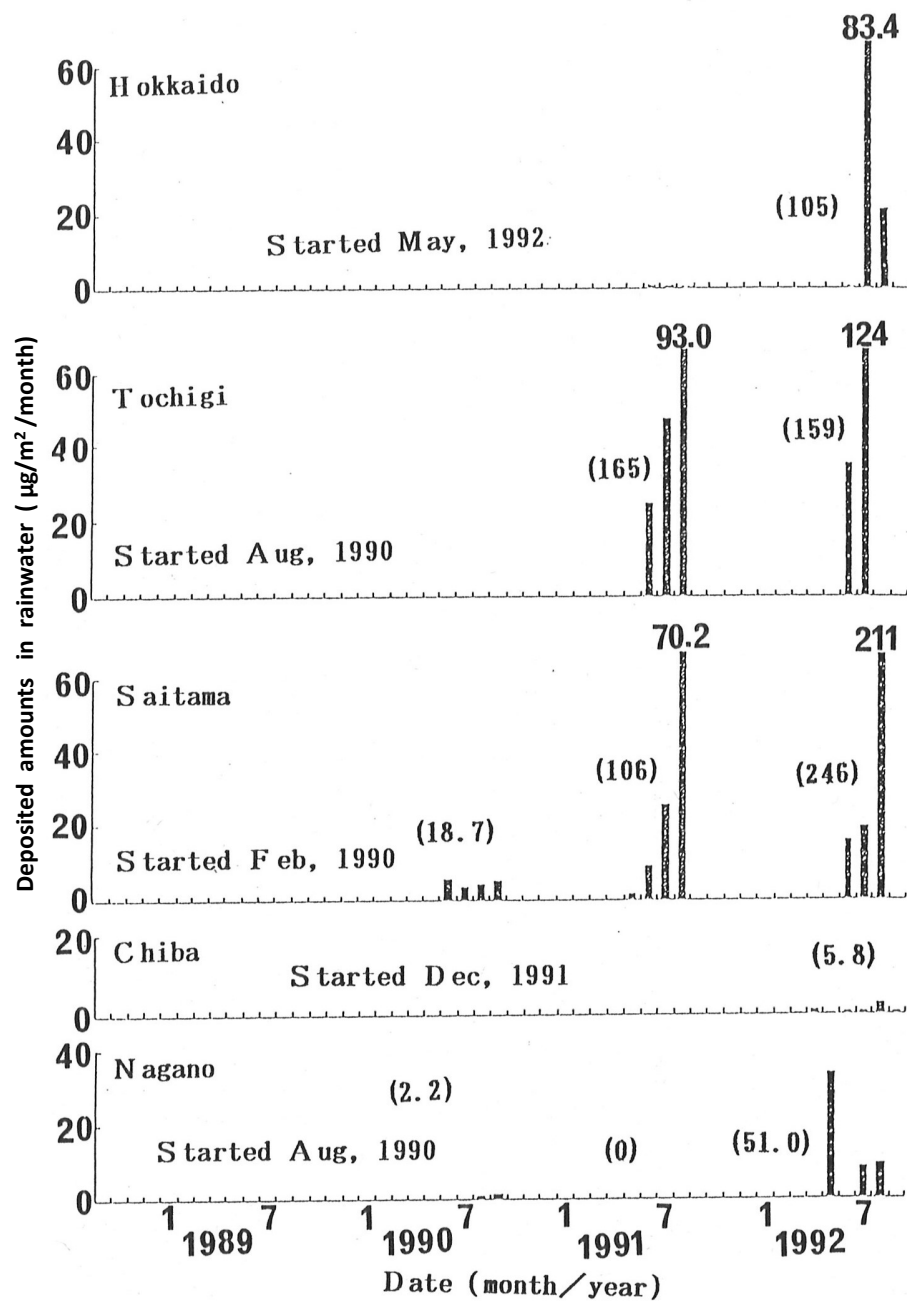 Deposited amounts in rainwater (µg/m²/month)
83.4
60
Hokkaido
40
(105)
20
Started May, 1992
0
93.0
124
60
Tochigi
40
(165)
(159)
20
Started Aug, 1990
0
70.2
211
60
Saitama
40
(106)
(246)
20
(18.7)
Started Feb, 1990
0
20
Chiba
(5.8)
Started Dec, 1991
0
40
Nagano
(2.2)
20
Started Aug, 1990
(0)
(51.0)
0
1 7 1 7 1 7 1 7
1989 1990 1991 1992
Date (month/year)